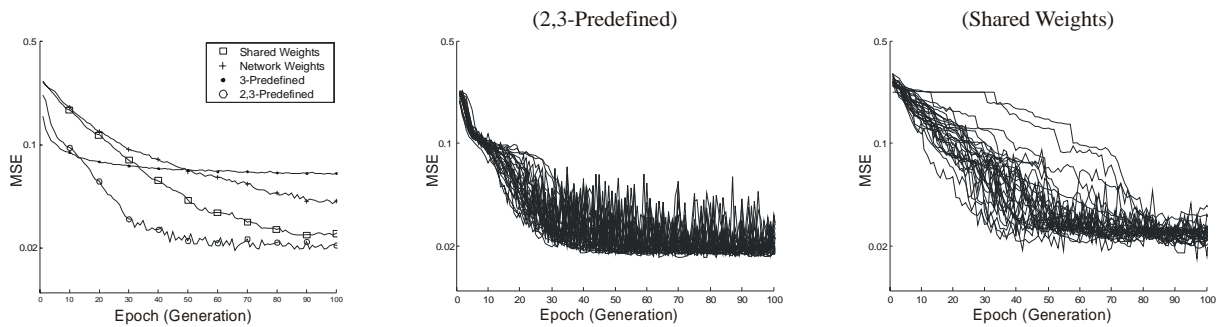 0.5
0.1
0.02
MSE
Shared Weights
Network Weights
3-Predefined
2,3-Predefined
0 10 20 30 40 50 60 70 80 90 100
Epoch (Generation)
(2,3-Predefined)
0.5
0.1
0.02
MSE
0 10 20 30 40 50 60 70 80 90 100
Epoch (Generation)
(Shared Weights)
0.5
0.1
0.02
MSE
0 10 20 30 40 50 60 70 80 90 100
Epoch (Generation)